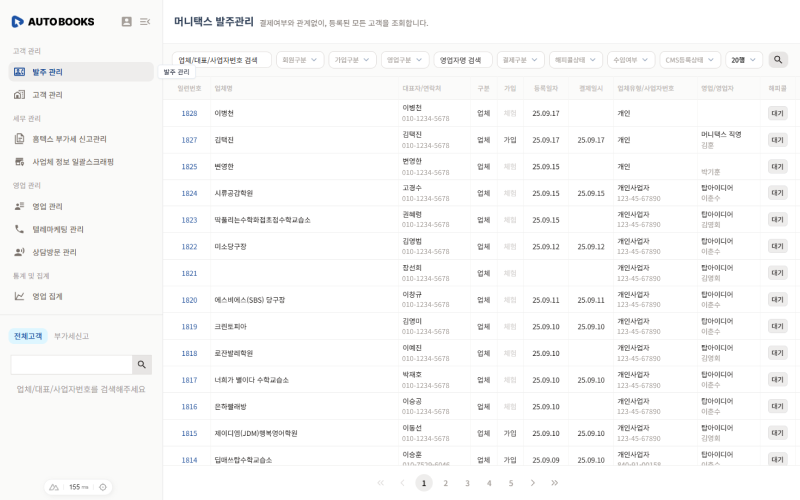 AUTOBOOKS
고객 관리
발주 관리
고객 관리
세무 관리
홈택스 부가세 신고관리
사업체 정보 일괄스크래핑
영업 관리
영업 관리
텔레마케팅 관리
상담방문 관리
통계 및 집계
영업 집계
전체고객 부가세신고
업체/대표/사업자번호를 검색해주세요
155 ms
머니택스 발주관리 결제여부와 관계없이, 등록된 모든 고객을 조회합니다.
업체/대표/사업자번호 검색 회원구분 가입구분 영업구분 영업자명 검색 결제구분 해피콜상태 수임여부 CMS등록상태 20명
발주 관리
일련번호 업체명 대표자/연락처 구분 가입 등록일자 결제일시 업체유형/사업자번호 영업/영업자 해피콜
1828 이병천 이병천 010-1234-5678 업체 체험 25.09.17 개인 대기
1827 김택진 김택진 010-1234-5678 업체 가입 25.09.17 25.09.17 개인 머니택스 직영 김훈 대기
1825 변영한 변영한 010-1234-5678 업체 체험 25.09.15 개인 박기훈 대기
1824 시류공감학원 고경수 010-1234-5678 업체 체험 25.09.15 25.09.15 개인사업자 123-45-67890 탑아이디어 이준수 대기
1823 막풀리는수학화접초점수학교습소 권혜령 010-1234-5678 업체 체험 25.09.15 개인사업자 123-45-67890 탑아이디어 김영희 대기
1822 미소당구장 김영범 010-1234-5678 업체 체험 25.09.12 25.09.12 개인사업자 123-45-67890 탑아이디어 이준수 대기
1821 장선희 010-1234-5678 업체 체험 개인사업자 123-45-67890 탑아이디어 김영희 대기
1820 에스비에스(SBS) 당구장 이장규 010-1234-5678 업체 체험 25.09.11 25.09.11 개인사업자 123-45-67890 탑아이디어 이준수 대기
1819 크린토피아 김영미 010-1234-5678 업체 체험 25.09.10 25.09.10 개인사업자 123-45-67890 탑아이디어 이준수 대기
1818 로잔발레학원 이예진 010-1234-5678 업체 체험 25.09.10 개인사업자 123-45-67890 탑아이디어 김영희 대기
1817 너희가 별이다 수학교습소 박재호 010-1234-5678 업체 체험 25.09.10 25.09.10 개인사업자 123-45-67890 탑아이디어 이준수 대기
1816 은하빨래방 이승공 010-1234-5678 업체 체험 25.09.10 개인사업자 123-45-67890 탑아이디어 이준수 대기
1815 제이디엠(JDM)행복영어학원 이동선 010-1234-5678 업체 가입 25.09.10 25.09.10 개인사업자 123-45-67890 탑아이디어 김영희 대기
1814 딥매쓰탑수학교습소 이승훈 업체 가입 25.09.09 25.09.10 개인사업자 탑아이디어 대기
1 2 3 4 5